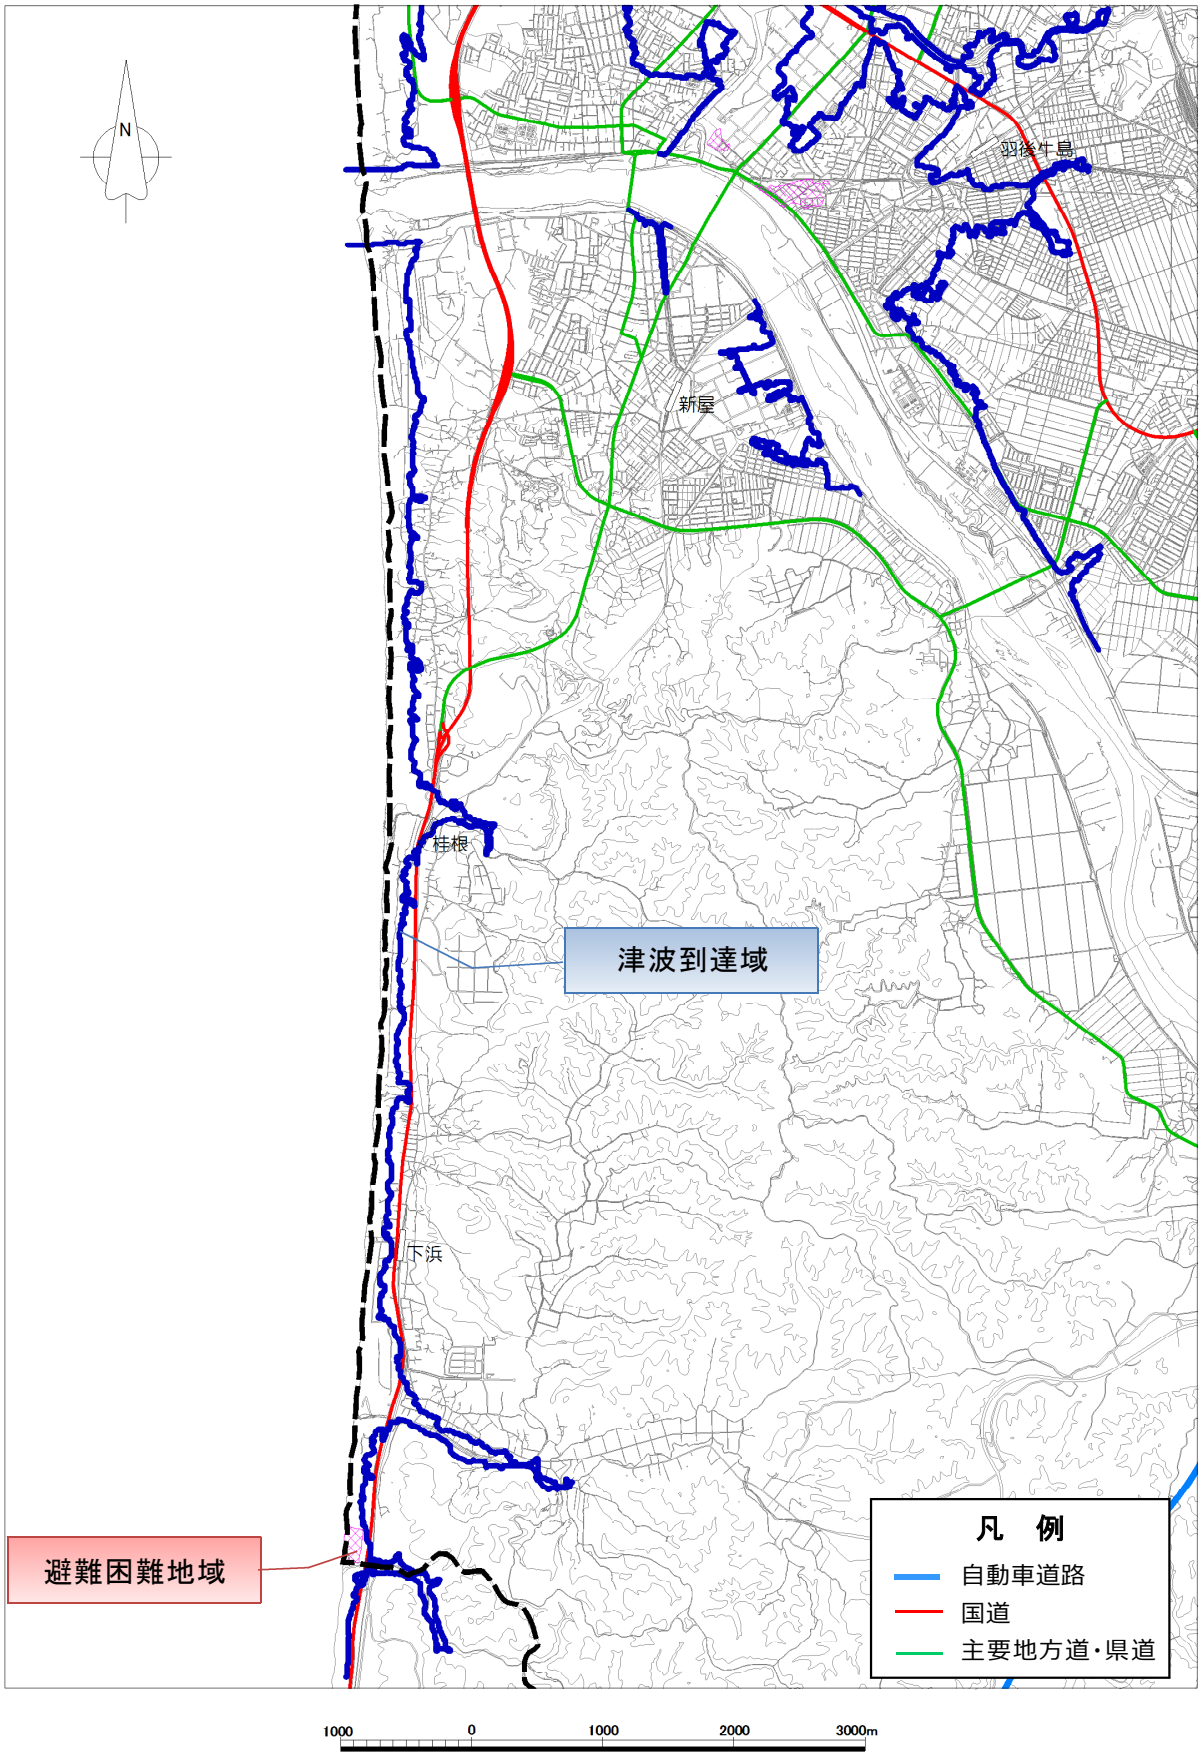 N
羽後牛島
新屋
桂根
津波到達域
下浜
避難困難地域
凡 例
自動車道路
国道
主要地方道・県道
1000 0 1000 2000 3000m